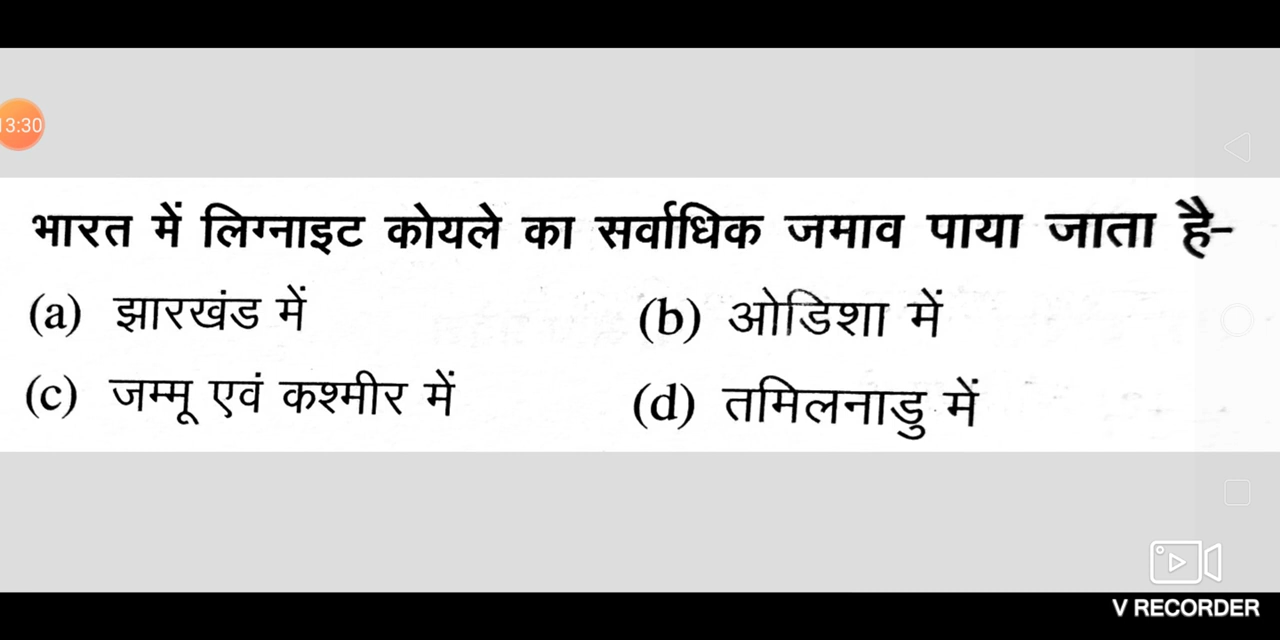 13:30
भारत में लिग्नाइट कोयले का सर्वाधिक जमाव पाया जाता है-
(a) झारखंड में (b) ओडिशा में
(c) जम्मू एवं कश्मीर में (d) तमिलनाडु में
V RECORDER